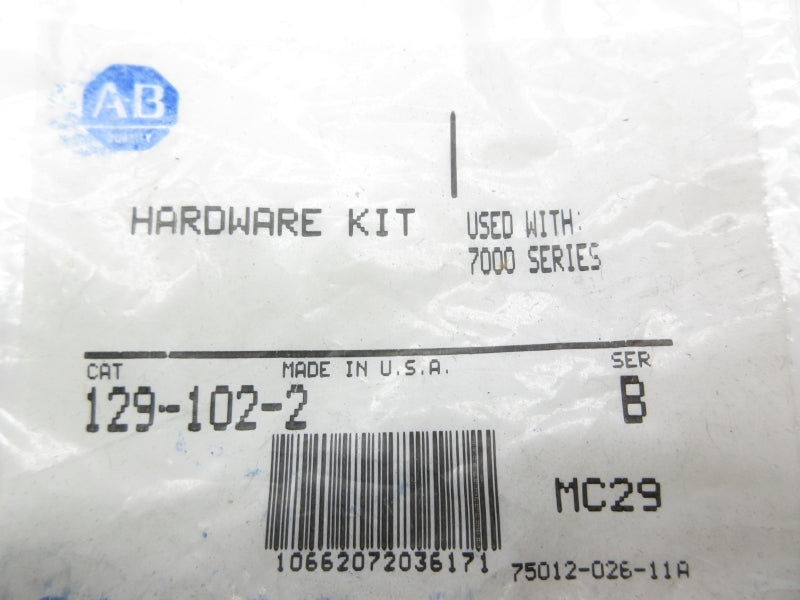 AB
QUALITY
HARDWARE KIT
USED WITH:
7000 SERIES
CAT
MADE IN U.S.A.
SER
129-102-2
B
MC29
10662072036171
75012-026-11A